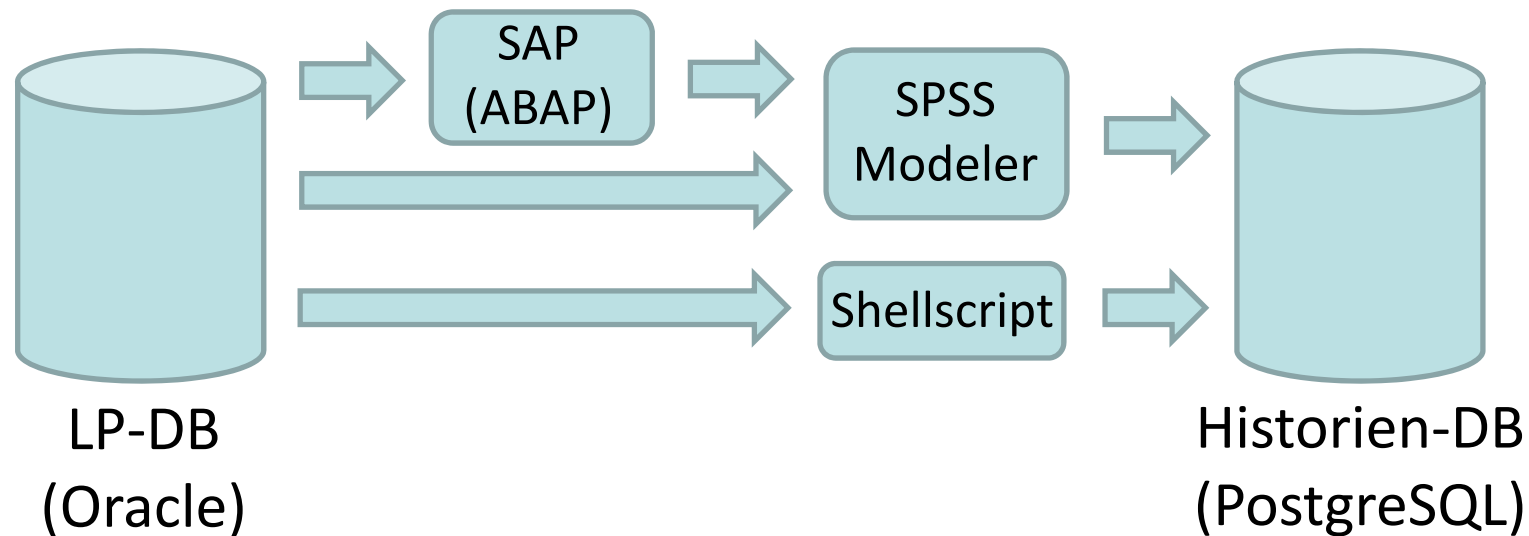 SAP
(ABAP)
SPSS
Modeler
Shellscript
LP-DB
(Oracle)
Historien-DB
(PostgreSQL)